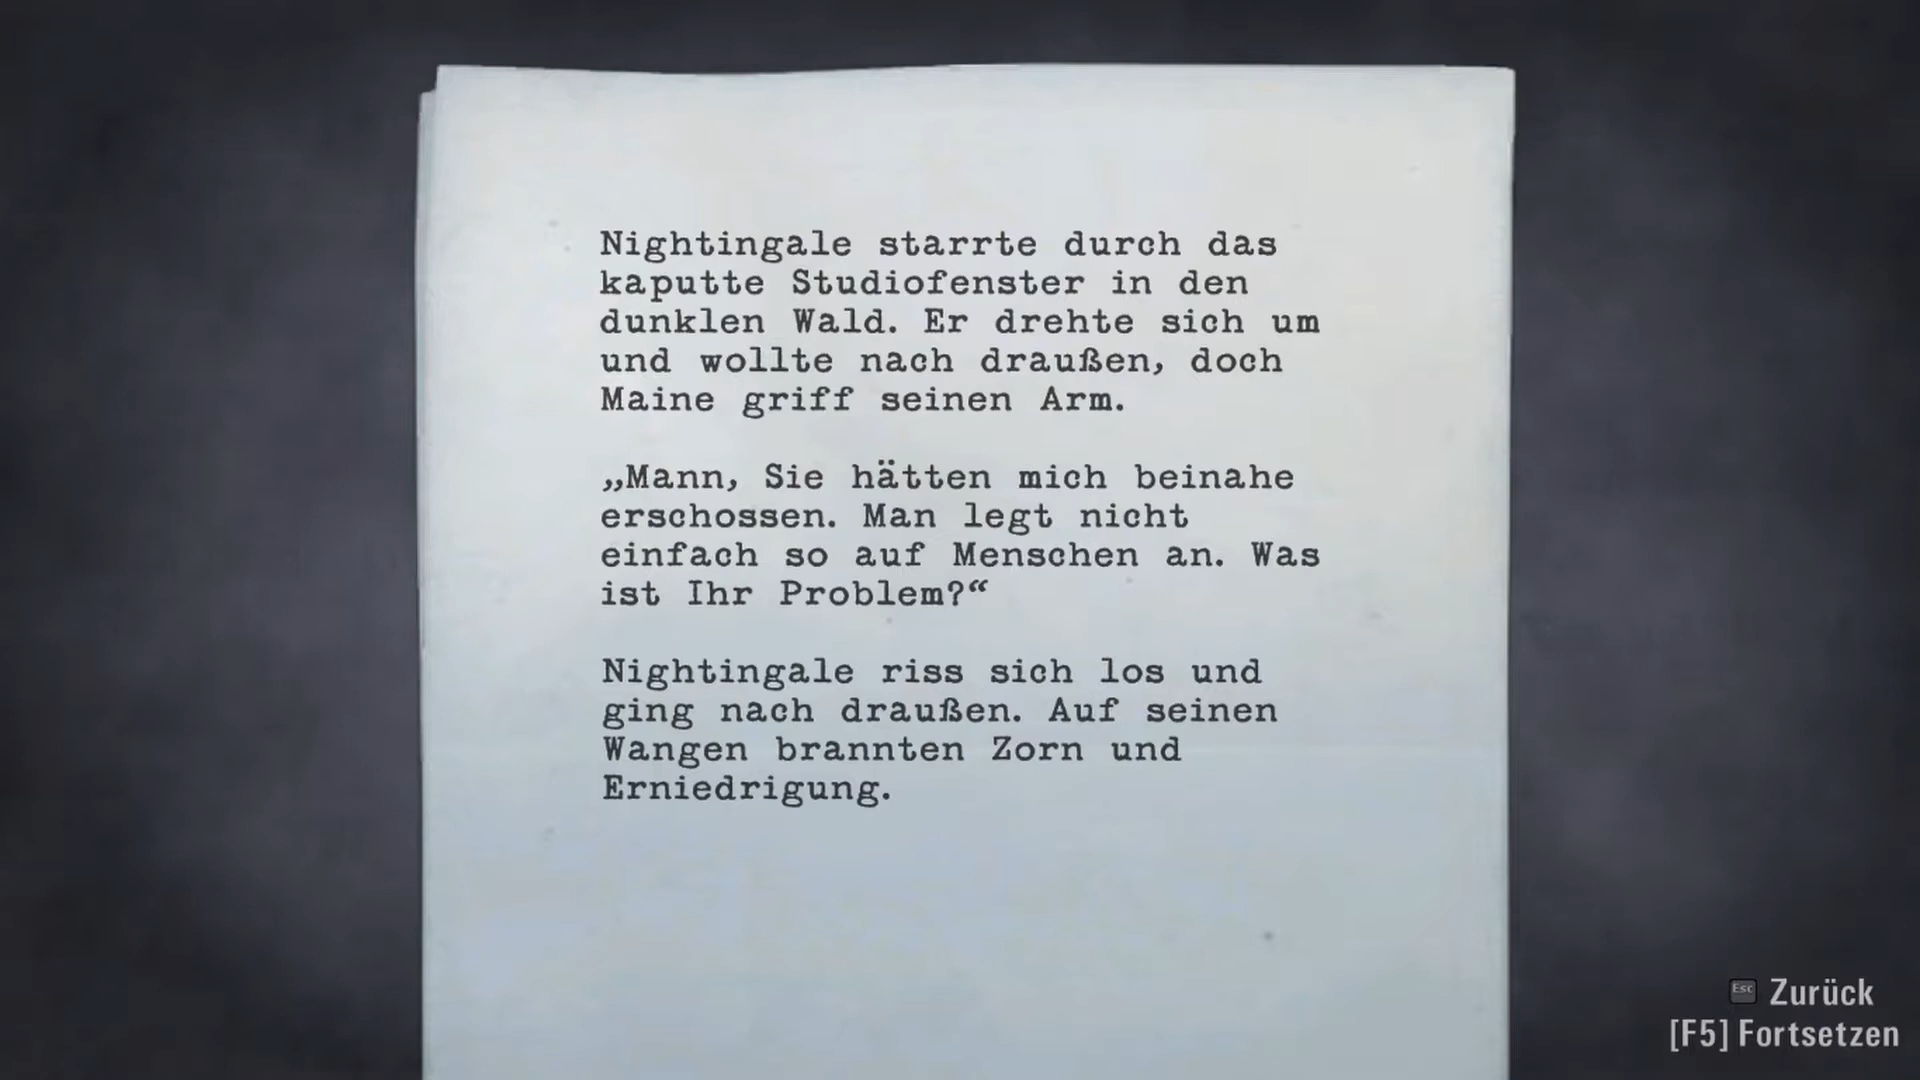 Nightingale starrte durch das
kaputte Studiofenster in den
dunklen Wald. Er drehte sich um
und wollte nach draußen, doch
Maine griff seinen Arm.
„Mann, Sie hätten mich beinahe
erschossen. Man legt nicht
einfach so auf Menschen an. Was
ist Ihr Problem?“
Nightingale riss sich los und
ging nach draußen. Auf seinen
Wangen brannten Zorn und
Erniedrigung.
Esc Zurück
[F5] Fortsetzen